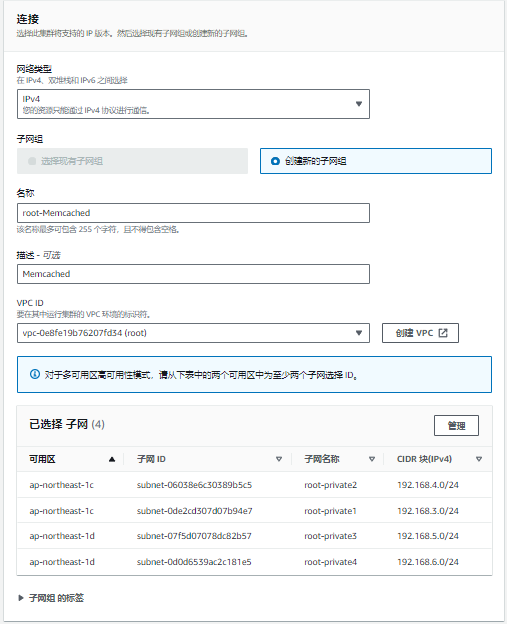 连接
选择此集群将支持的 IP 版本。然后选择现有子网组或创建新的子网组。
网络类型
在 IPv4、双堆栈和 IPv6 之间选择
IPv4
您的资源只能通过 IPv4 协议进行通信。
子网组
选择现有子网组
创建新的子网组
名称
root-Memcached
该名称最多可包含 255 个字符，且不得包含空格。
描述 - 可选
Memcached
VPC ID
要在其中运行集群的 VPC 环境的标识符。
vpc-0e8fe19b76207fd34 (root)
创建 VPC
对于多可用区高可用性模式，请从下表中的两个可用区中为至少两个子网选择 ID。
已选择 子网 (4)
管理
可用区 子网 ID 子网名称 CIDR 块(IPv4)
ap-northeast-1c subnet-06038e6c30389b5c5 root-private2 192.168.4.0/24
ap-northeast-1c subnet-0de2cd307d07b94e7 root-private1 192.168.3.0/24
ap-northeast-1d subnet-07f5d07078dc82b57 root-private3 192.168.5.0/24
ap-northeast-1d subnet-0d0d6539ac2c181e5 root-private4 192.168.6.0/24
子网组 的标签